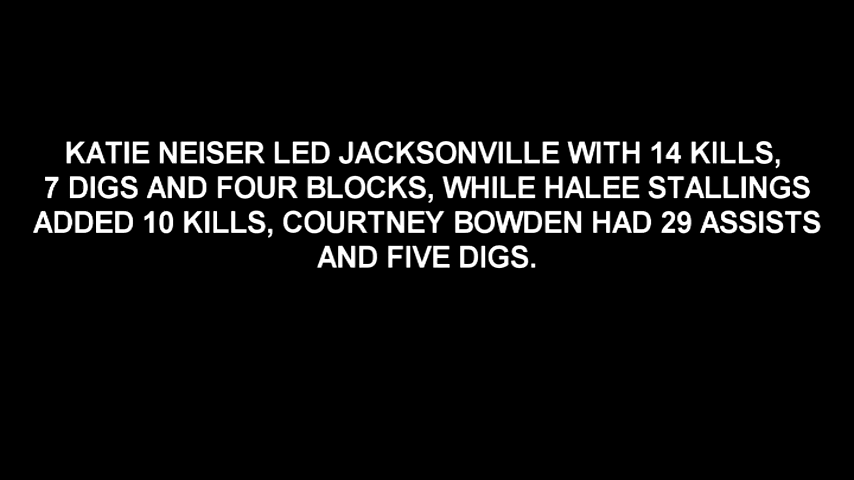 KATIE NEISER LED JACKSONVILLE WITH 14 KILLS,
7 DIGS AND FOUR BLOCKS, WHILE HALEE STALLINGS
ADDED 10 KILLS, COURTNEY BOWDEN HAD 29 ASSISTS
AND FIVE DIGS.